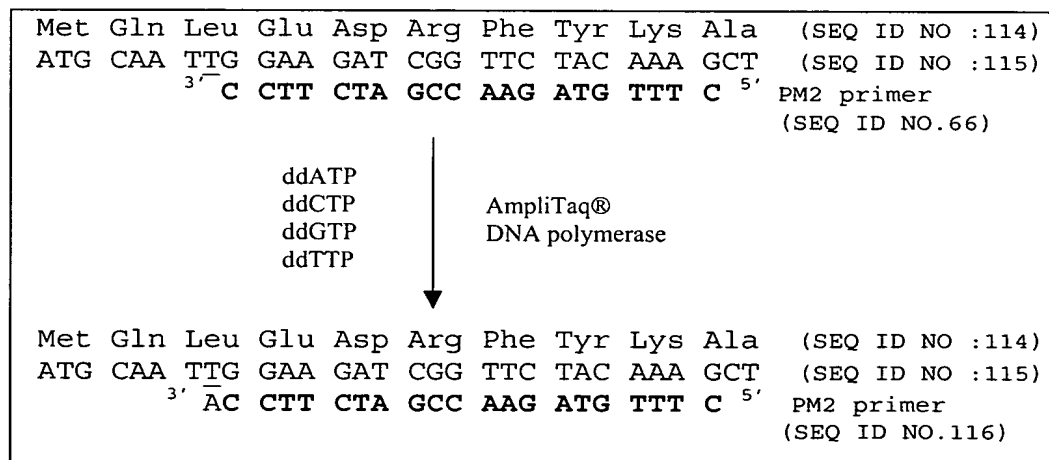 Met Gln Leu Glu Asp Arg Phe Tyr Lys Ala (SEQ ID NO :114)
ATG CAA TTG GAA GAT CGG TTC TAC AAA GCT (SEQ ID NO :115)
3' C CTT CTA GCC AAG ATG TTT C 5' PM2 primer
(SEQ ID NO.66)
ddATP
ddCTP
ddGTP
ddTTP
AmpliTaq®
DNA polymerase
Met Gln Leu Glu Asp Arg Phe Tyr Lys Ala (SEQ ID NO :114)
ATG CAA TTG GAA GAT CGG TTC TAC AAA GCT (SEQ ID NO :115)
3' AC CTT CTA GCC AAG ATG TTT C 5' PM2 primer
(SEQ ID NO.116)